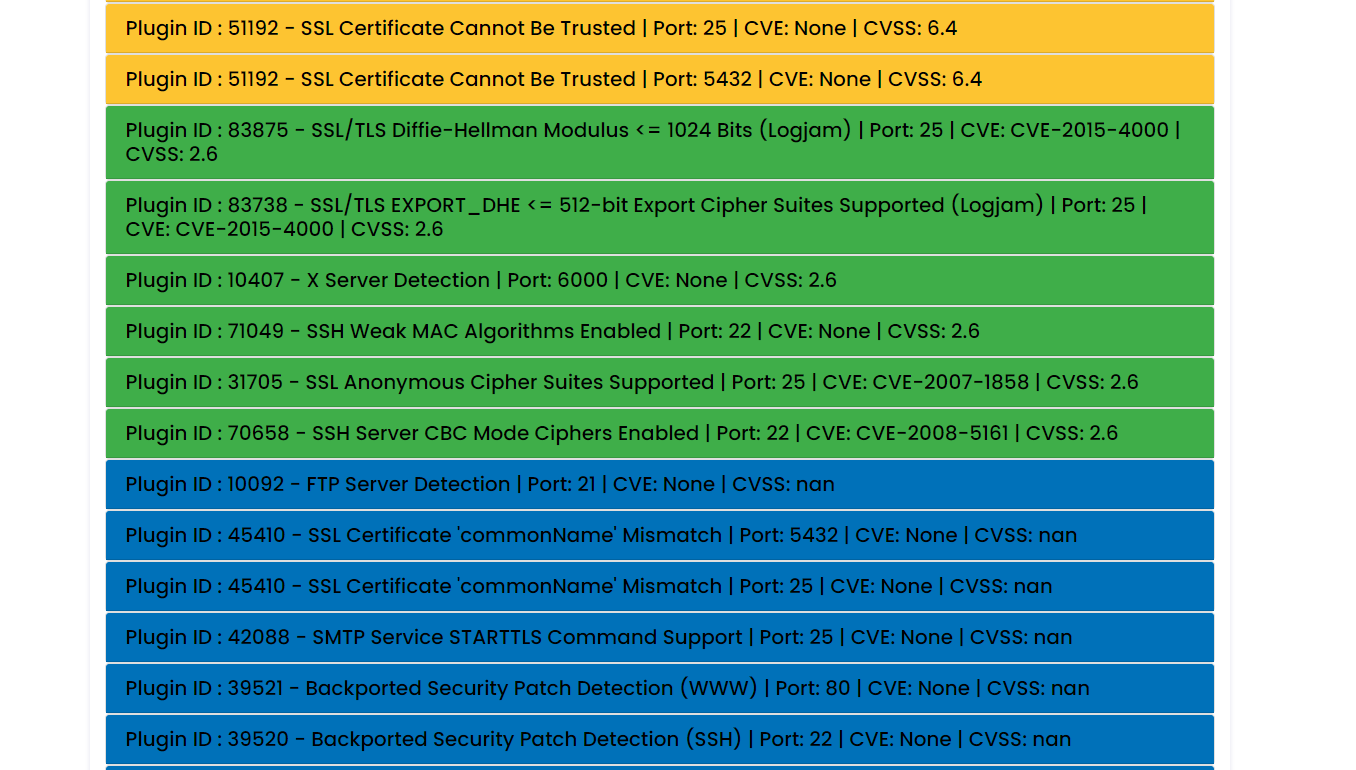 Plugin ID : 51192 - SSL Certificate Cannot Be Trusted | Port: 25 | CVE: None | CVSS: 6.4
Plugin ID : 51192 - SSL Certificate Cannot Be Trusted | Port: 5432 | CVE: None | CVSS: 6.4
Plugin ID : 83875 - SSL/TLS Diffie-Hellman Modulus <= 1024 Bits (Logjam) | Port: 25 | CVE: CVE-2015-4000 |
CVSS: 2.6
Plugin ID : 83738 - SSL/TLS EXPORT_DHE <= 512-bit Export Cipher Suites Supported (Logjam) | Port: 25 |
CVE: CVE-2015-4000 | CVSS: 2.6
Plugin ID : 10407 - X Server Detection | Port: 6000 | CVE: None | CVSS: 2.6
Plugin ID : 71049 - SSH Weak MAC Algorithms Enabled | Port: 22 | CVE: None | CVSS: 2.6
Plugin ID : 31705 - SSL Anonymous Cipher Suites Supported | Port: 25 | CVE: CVE-2007-1858 | CVSS: 2.6
Plugin ID : 70658 - SSH Server CBC Mode Ciphers Enabled | Port: 22 | CVE: CVE-2008-5161 | CVSS: 2.6
Plugin ID : 10092 - FTP Server Detection | Port: 21 | CVE: None | CVSS: nan
Plugin ID : 45410 - SSL Certificate 'commonName' Mismatch | Port: 5432 | CVE: None | CVSS: nan
Plugin ID : 45410 - SSL Certificate 'commonName' Mismatch | Port: 25 | CVE: None | CVSS: nan
Plugin ID : 42088 - SMTP Service STARTTLS Command Support | Port: 25 | CVE: None | CVSS: nan
Plugin ID : 39521 - Backported Security Patch Detection (WWW) | Port: 80 | CVE: None | CVSS: nan
Plugin ID : 39520 - Backported Security Patch Detection (SSH) | Port: 22 | CVE: None | CVSS: nan